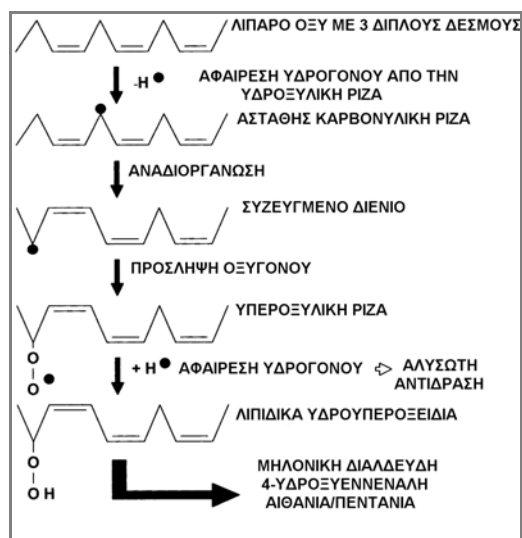 ΛΙΠΑΡΟ ΟΞΥ ΜΕ 3 ΔΙΠΛΟΥΣ ΔΕΣΜΟΥΣ
-H
ΑΦΑΙΡΕΣΗ ΥΔΡΟΓΟΝΟΥ ΑΠΟ ΤΗΝ
ΥΔΡΟΞΥΛΙΚΗ ΡΙΖΑ
ΑΣΤΑΘΗΣ ΚΑΡΒΟΝΥΛΙΚΗ ΡΙΖΑ
ΑΝΑΔΙΟΡΓΑΝΩΣΗ
ΣΥΖΕΥΓΜΕΝΟ ΔΙΕΝΙΟ
ΠΡΟΣΛΗΨΗ ΟΞΥΓΟΝΟΥ
ΥΠΕΡΟΞΥΛΙΚΗ ΡΙΖΑ
O
O
+ H ΑΦΑΙΡΕΣΗ ΥΔΡΟΓΟΝΟΥ
ΑΛΥΣΩΤΗ
ΑΝΤΙΔΡΑΣΗ
ΛΙΠΙΔΙΚΑ ΥΔΡΟΥΠΕΡΟΞΕΙΔΙΑ
O
OH
ΜΗΛΟΝΙΚΗ ΔΙΑΛΔΕΥΔΗ
4-ΥΔΡΟΞΥΕΝΝΕΝΑΛΗ
ΑΙΘΑΝΙΑ/ΠΕΝΤΑΝΙΑ